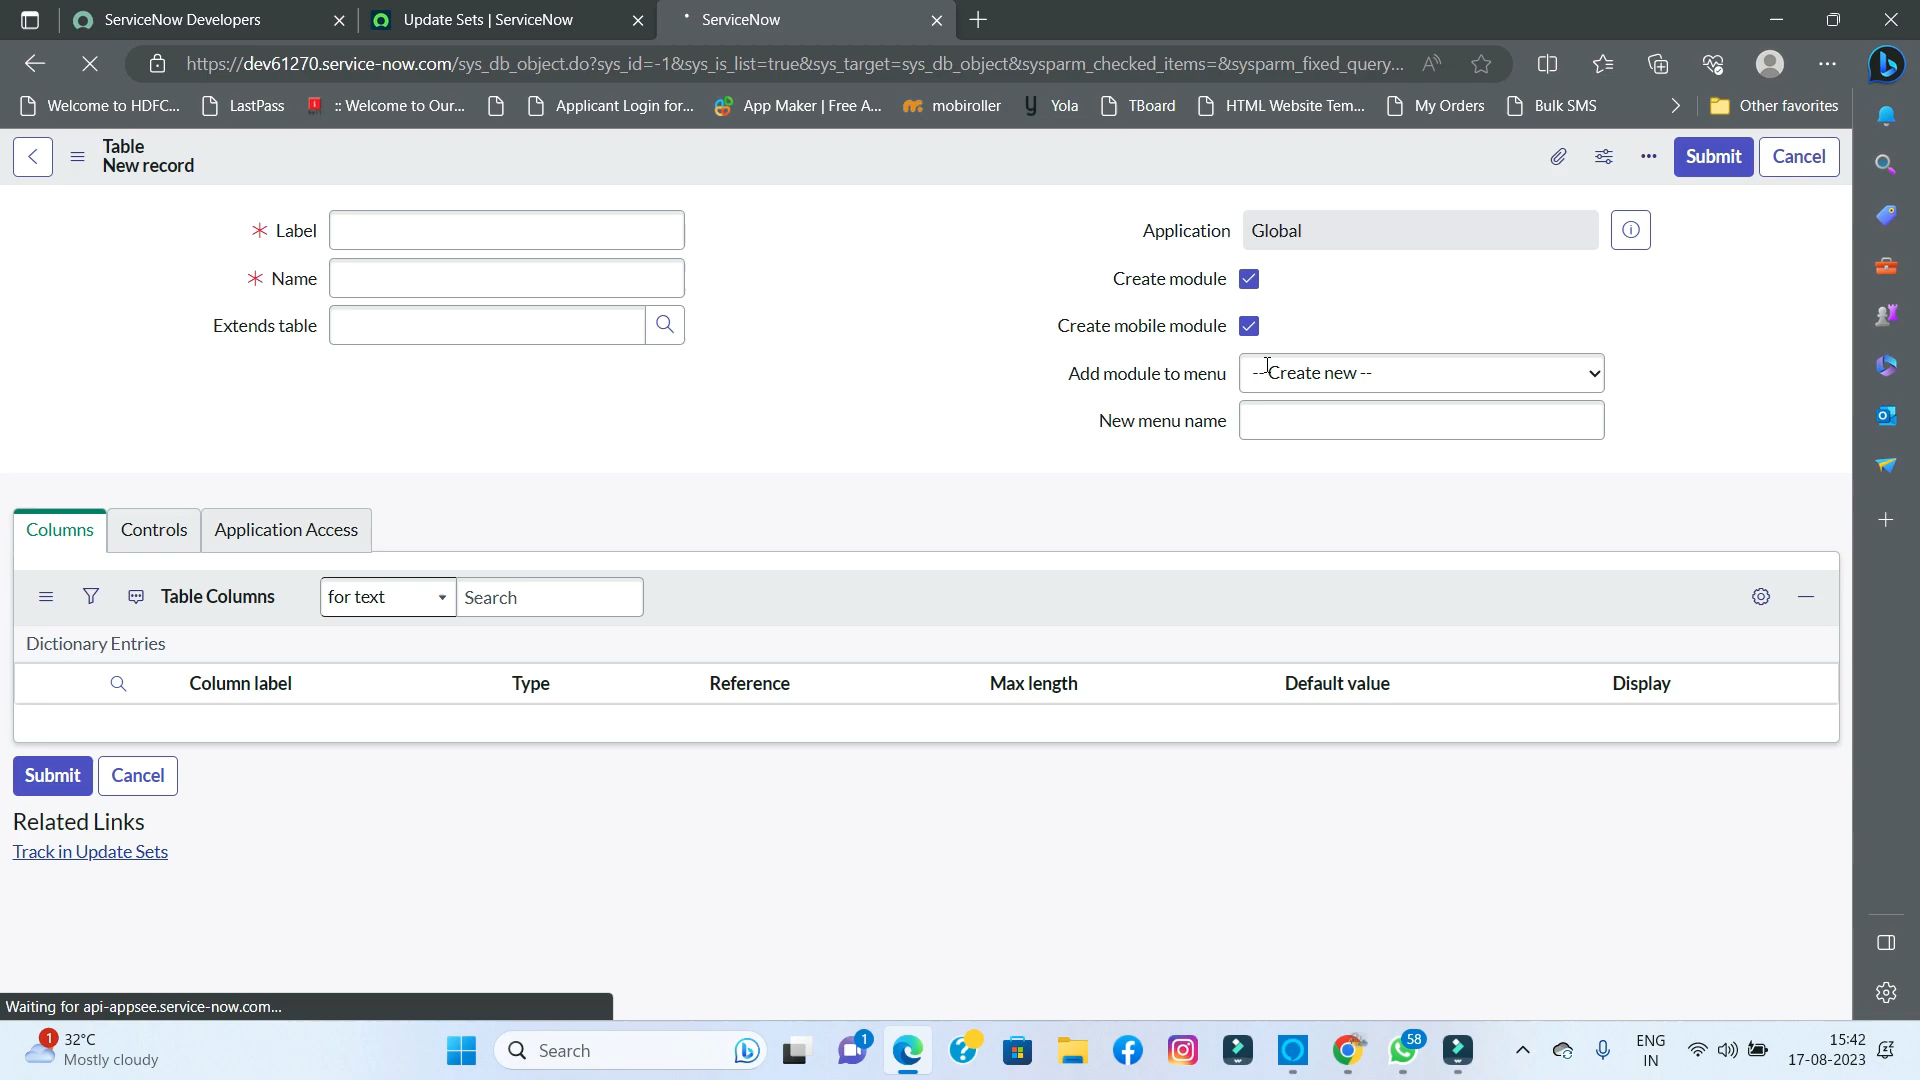 ServiceNow Developers
Update Sets | ServiceNow
ServiceNow
https://dev61270.service-now.com/sys_db_object.do?sys_id=-1&sys_is_list=true&sys_target=sys_db_object&sysparm_checked_items=&sysparm_fixed_query...
Welcome to HDFC...
LastPass
:: Welcome to Our...
Applicant Login for...
App Maker | Free A...
mobiroller
Yola
TBoard
HTML Website Tem...
My Orders
Bulk SMS
Other favorites
Table
New record
Submit
Cancel
* Label
Application
Global
* Name
Create module
Extends table
Create mobile module
Add module to menu
-- Create new --
New menu name
Columns
Controls
Application Access
Table Columns
for text
Search
Dictionary Entries
Column label
Type
Reference
Max length
Default value
Display
Submit
Cancel
Related Links
Track in Update Sets
Waiting for api-appsee.service-now.com...
1
32°C
Mostly cloudy
Search
1
58
ENG
IN
15:42
17-08-2023